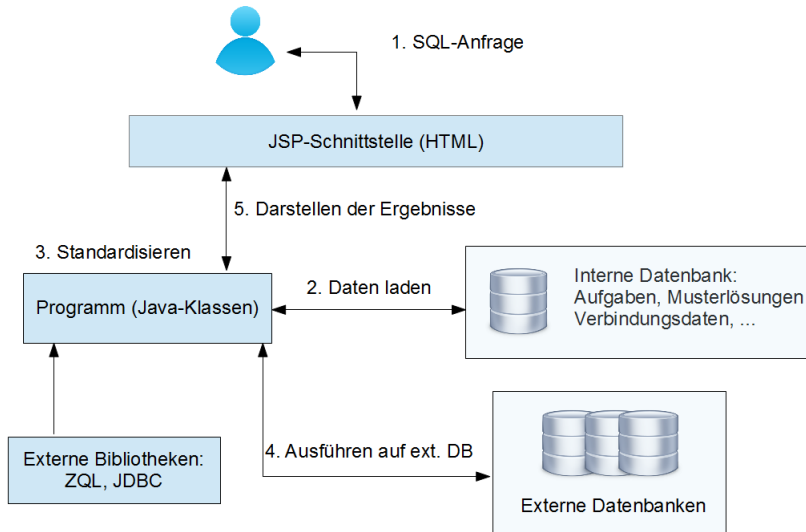 1. SQL-Anfrage
JSP-Schnittstelle (HTML)
5. Darstellen der Ergebnisse
3. Standardisieren
Programm (Java-Klassen)
2. Daten laden
Interne Datenbank:
Aufgaben, Musterlösungen
Verbindungsdaten, ...
4. Ausführen auf ext. DB
Externe Bibliotheken:
ZQL, JDBC
Externe Datenbanken